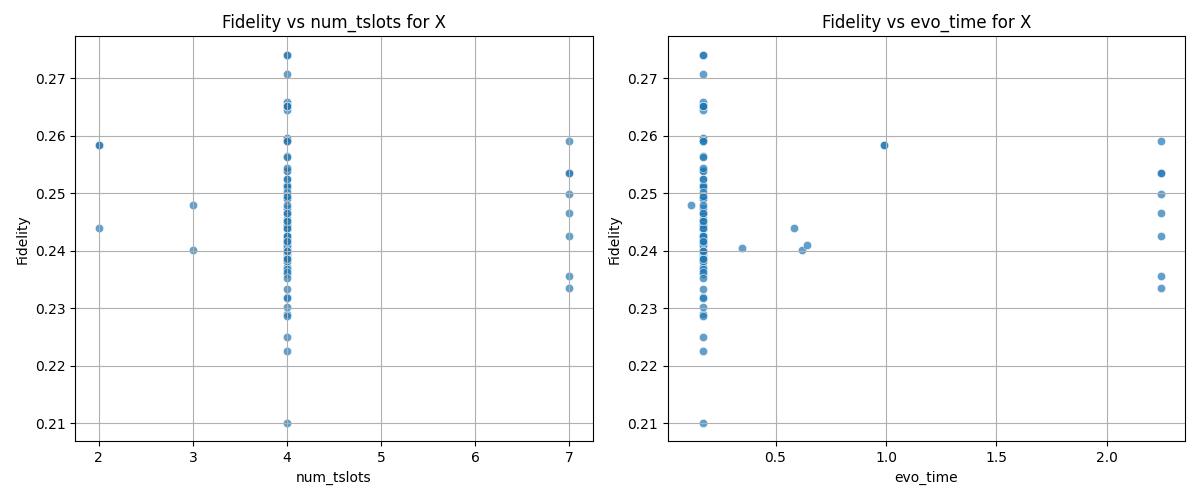 Fidelity vs num_tslots for X
Fidelity
0.27
0.26
0.25
0.24
0.23
0.22
0.21
2 3 4 5 6 7
num_tslots
Fidelity vs evo_time for X
Fidelity
0.27
0.26
0.25
0.24
0.23
0.22
0.21
0.5 1.0 1.5 2.0
evo_time